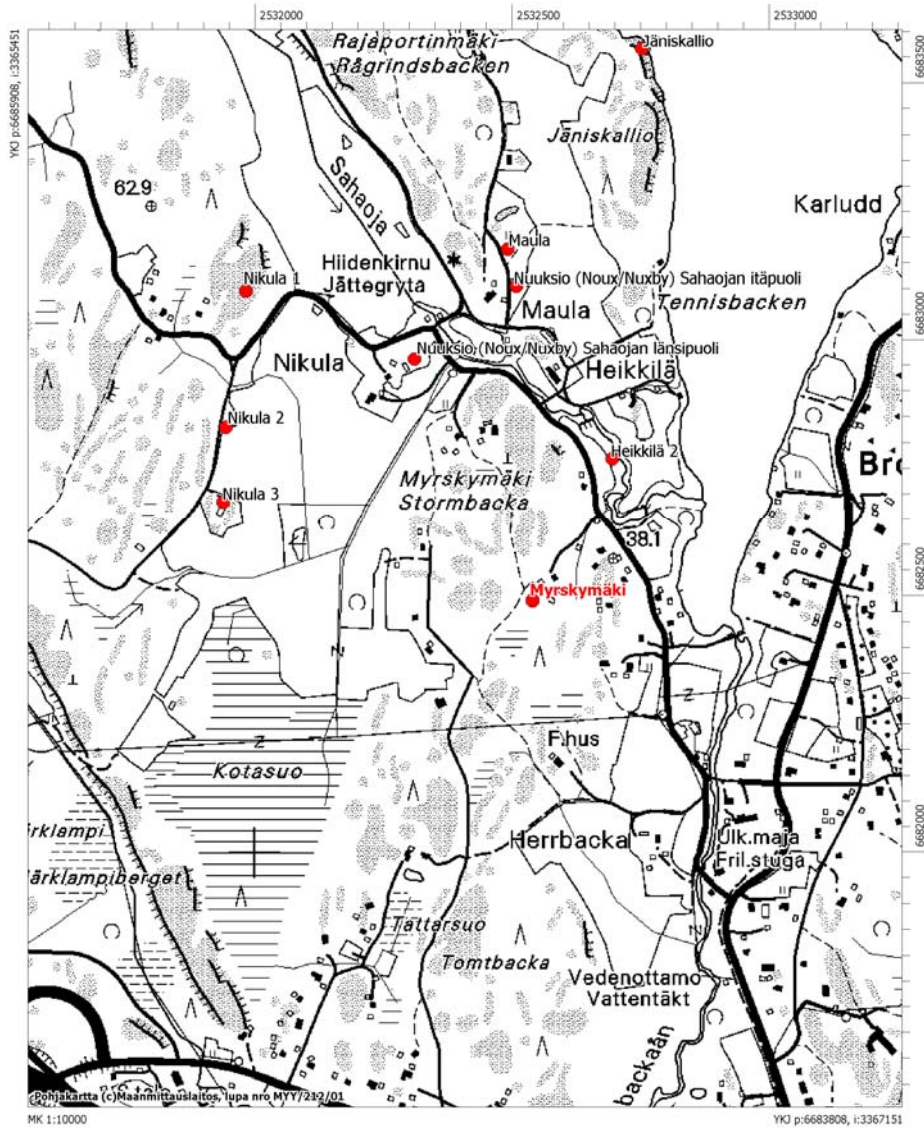 2532000
2532500
2533000
YKJ p:6685908, i:3365451
6683500
6683000
6682500
6682000
Rajaportinmäki
Rågrindsbacken
Jäniskallio
Jäniskallio
Sahaoja
62.9
Karludd
Maula
Nikula 1
Hiidenkirnu
Jättegryta
Nuuksio (Noux/Nuxby) Sahaojan itäpuoli
Maula
Tennisbacken
Nikula
Nuuksio (Noux/Nuxby) Sahaojan länsipuoli
Heikkilä
Nikula 2
Heikkilä 2
Myrskymäki
Stormbacka
Nikula 3
38.1
Myrskymäki
Z
Z
Z
Z
Kotasuo
F.hus
Herrbacka
Ulk.maja
Fril.stuga
Järklampiberget
Tattarsuo
Tomtbacka
Vedenottamo
Vattentäkt
backaån
Pohjakartta (c)Maanmittauslaitos, lupa nro MYY/212/01
MK 1:10000
YKJ p:6683808, i:3367151